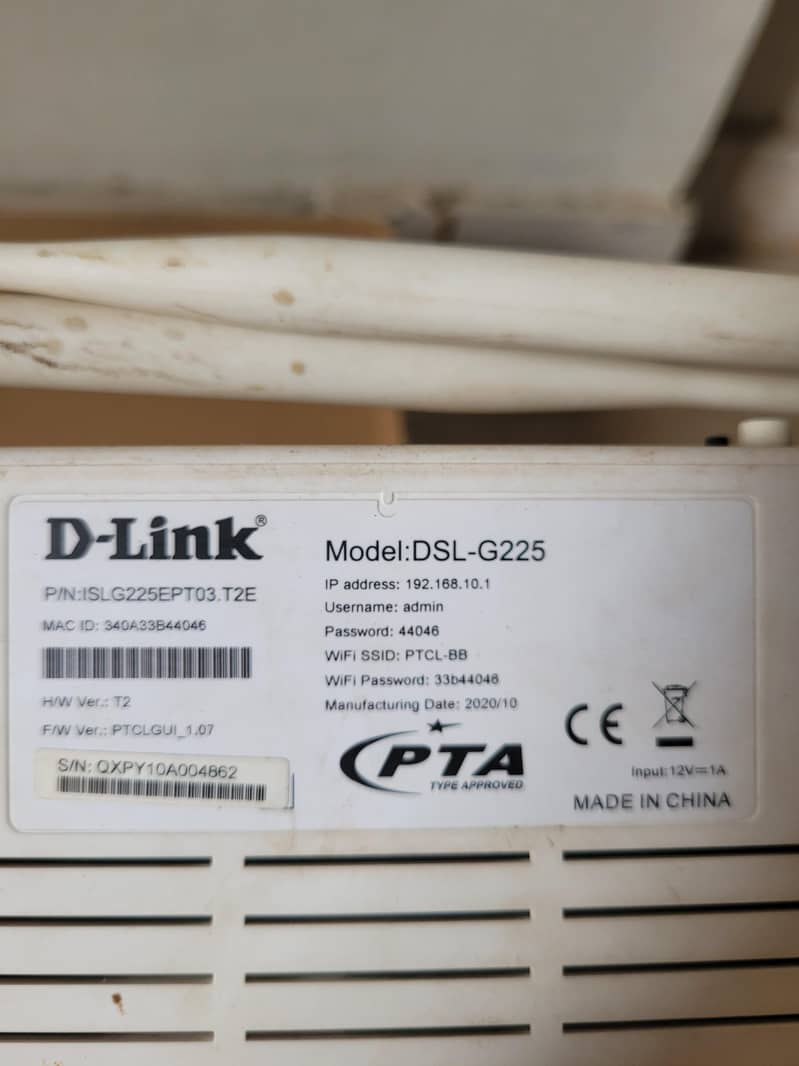 D-Link®
P/N:ISLG225EPT03.T2E
MAC ID: 340A33B44046
H/W Ver.: T2
F/W Ver.: PTCLGUI_1.07
S/N: QXPY10A004862
Model:DSL-G225
IP address: 192.168.10.1
Username: admin
Password: 44046
WiFi SSID: PTCL-BB
WiFi Password: 33b44046
Manufacturing Date: 2020/10
PTA
TYPE APPROVED
CE
Input:12V⎓1A
MADE IN CHINA